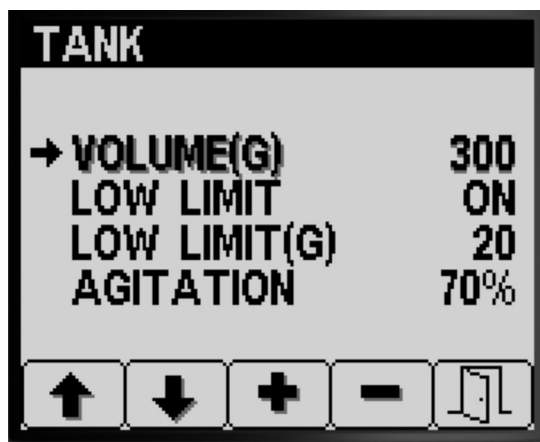 TANK
VOLUME(G) 300
LOW LIMIT ON
LOW LIMIT(G) 20
AGITATION 70%